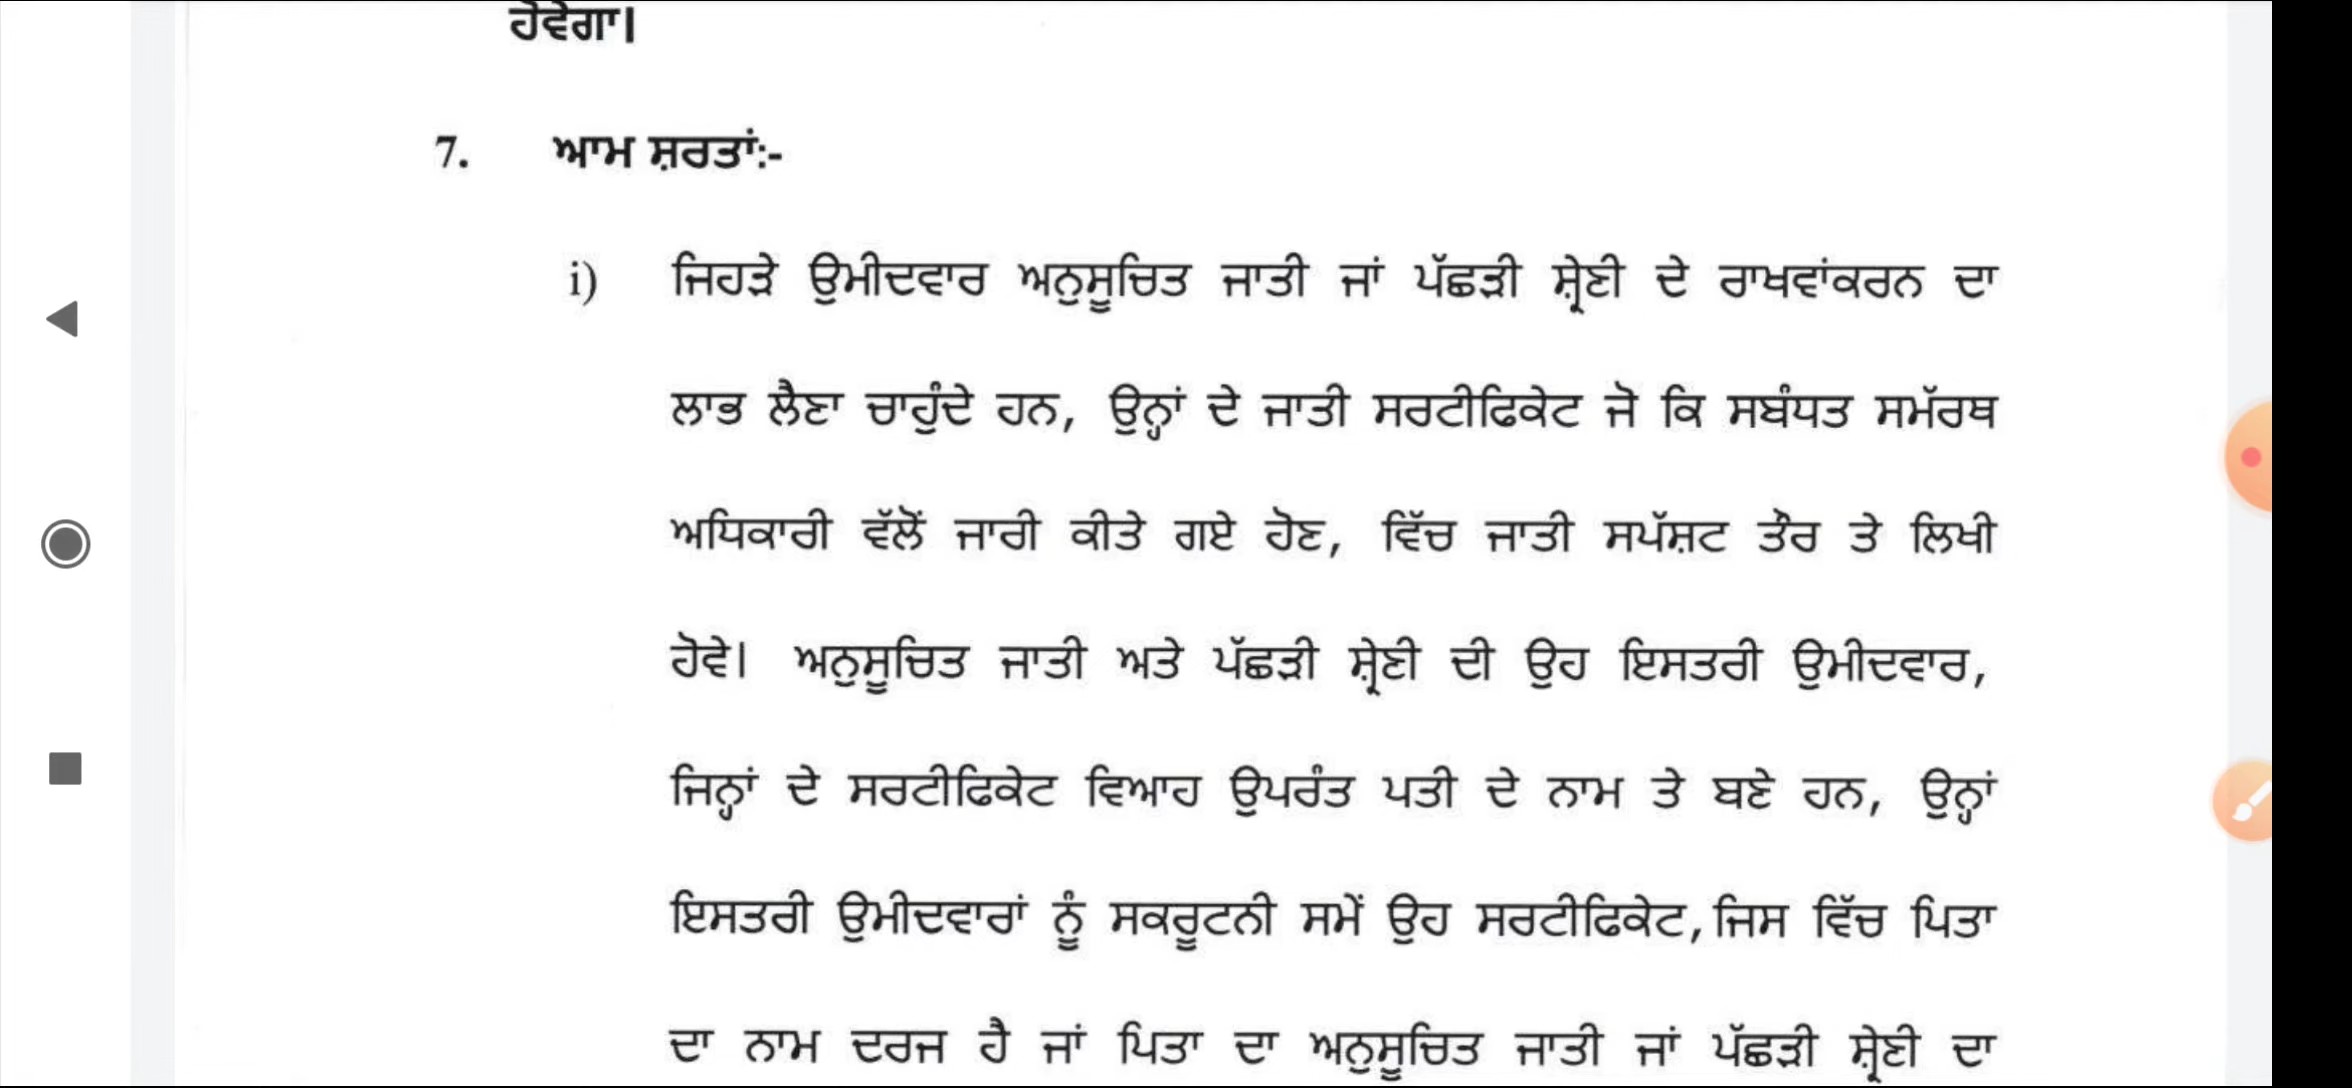 ਹੋਵੇਗਾ।
7. ਆਮ ਸ਼ਰਤਾਂ:-
i) ਜਿਹੜੇ ਉਮੀਦਵਾਰ ਅਨੁਸੂਚਿਤ ਜਾਤੀ ਜਾਂ ਪੱਛੜੀ ਸ਼੍ਰੇਣੀ ਦੇ ਰਾਖਵਾਂਕਰਨ ਦਾ
ਲਾਭ ਲੈਣਾ ਚਾਹੁੰਦੇ ਹਨ, ਉਨ੍ਹਾਂ ਦੇ ਜਾਤੀ ਸਰਟੀਫਿਕੇਟ ਜੋ ਕਿ ਸਬੰਧਤ ਸਮੱਰਥ
ਅਧਿਕਾਰੀ ਵੱਲੋਂ ਜਾਰੀ ਕੀਤੇ ਗਏ ਹੋਣ, ਵਿੱਚ ਜਾਤੀ ਸਪੱਸ਼ਟ ਤੌਰ ਤੇ ਲਿਖੀ
ਹੋਵੇ। ਅਨੁਸੂਚਿਤ ਜਾਤੀ ਅਤੇ ਪੱਛੜੀ ਸ਼੍ਰੇਣੀ ਦੀ ਉਹ ਇਸਤਰੀ ਉਮੀਦਵਾਰ,
ਜਿਨ੍ਹਾਂ ਦੇ ਸਰਟੀਫਿਕੇਟ ਵਿਆਹ ਉਪਰੰਤ ਪਤੀ ਦੇ ਨਾਮ ਤੇ ਬਣੇ ਹਨ, ਉਨ੍ਹਾਂ
ਇਸਤਰੀ ਉਮੀਦਵਾਰਾਂ ਨੂੰ ਸਕਰੂਟਨੀ ਸਮੇਂ ਉਹ ਸਰਟੀਫਿਕੇਟ,ਜਿਸ ਵਿੱਚ ਪਿਤਾ
ਦਾ ਨਾਮ ਦਰਜ ਹੈ ਜਾਂ ਪਿਤਾ ਦਾ ਅਨੁਸੂਚਿਤ ਜਾਤੀ ਜਾਂ ਪੱਛੜੀ ਸ਼੍ਰੇਣੀ ਦਾ